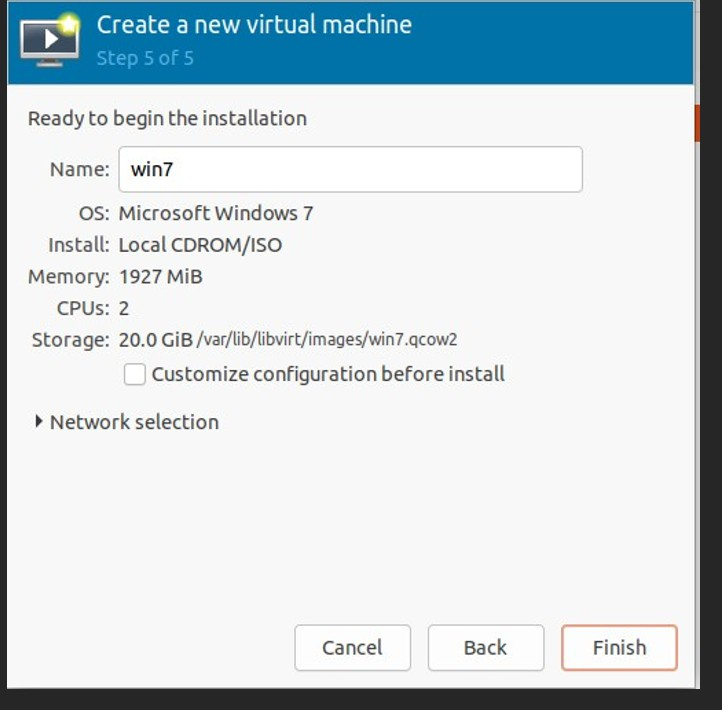 Create a new virtual machine
Step 5 of 5
Ready to begin the installation
Name: win7
OS: Microsoft Windows 7
Install: Local CDROM/ISO
Memory: 1927 MiB
CPUs: 2
Storage: 20.0 GiB /var/lib/libvirt/images/win7.qcow2
Customize configuration before install
Network selection
Cancel Back Finish